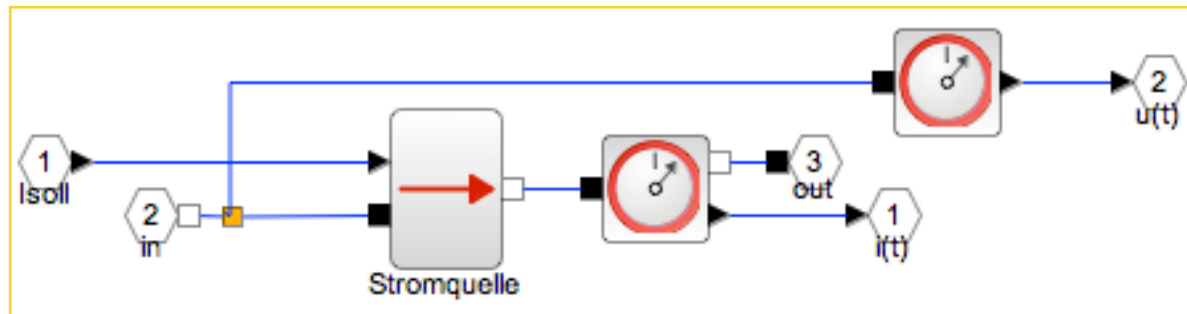 2
u(t)
1
Isoll
2
in
Stromquelle
3
out
1
i(t)